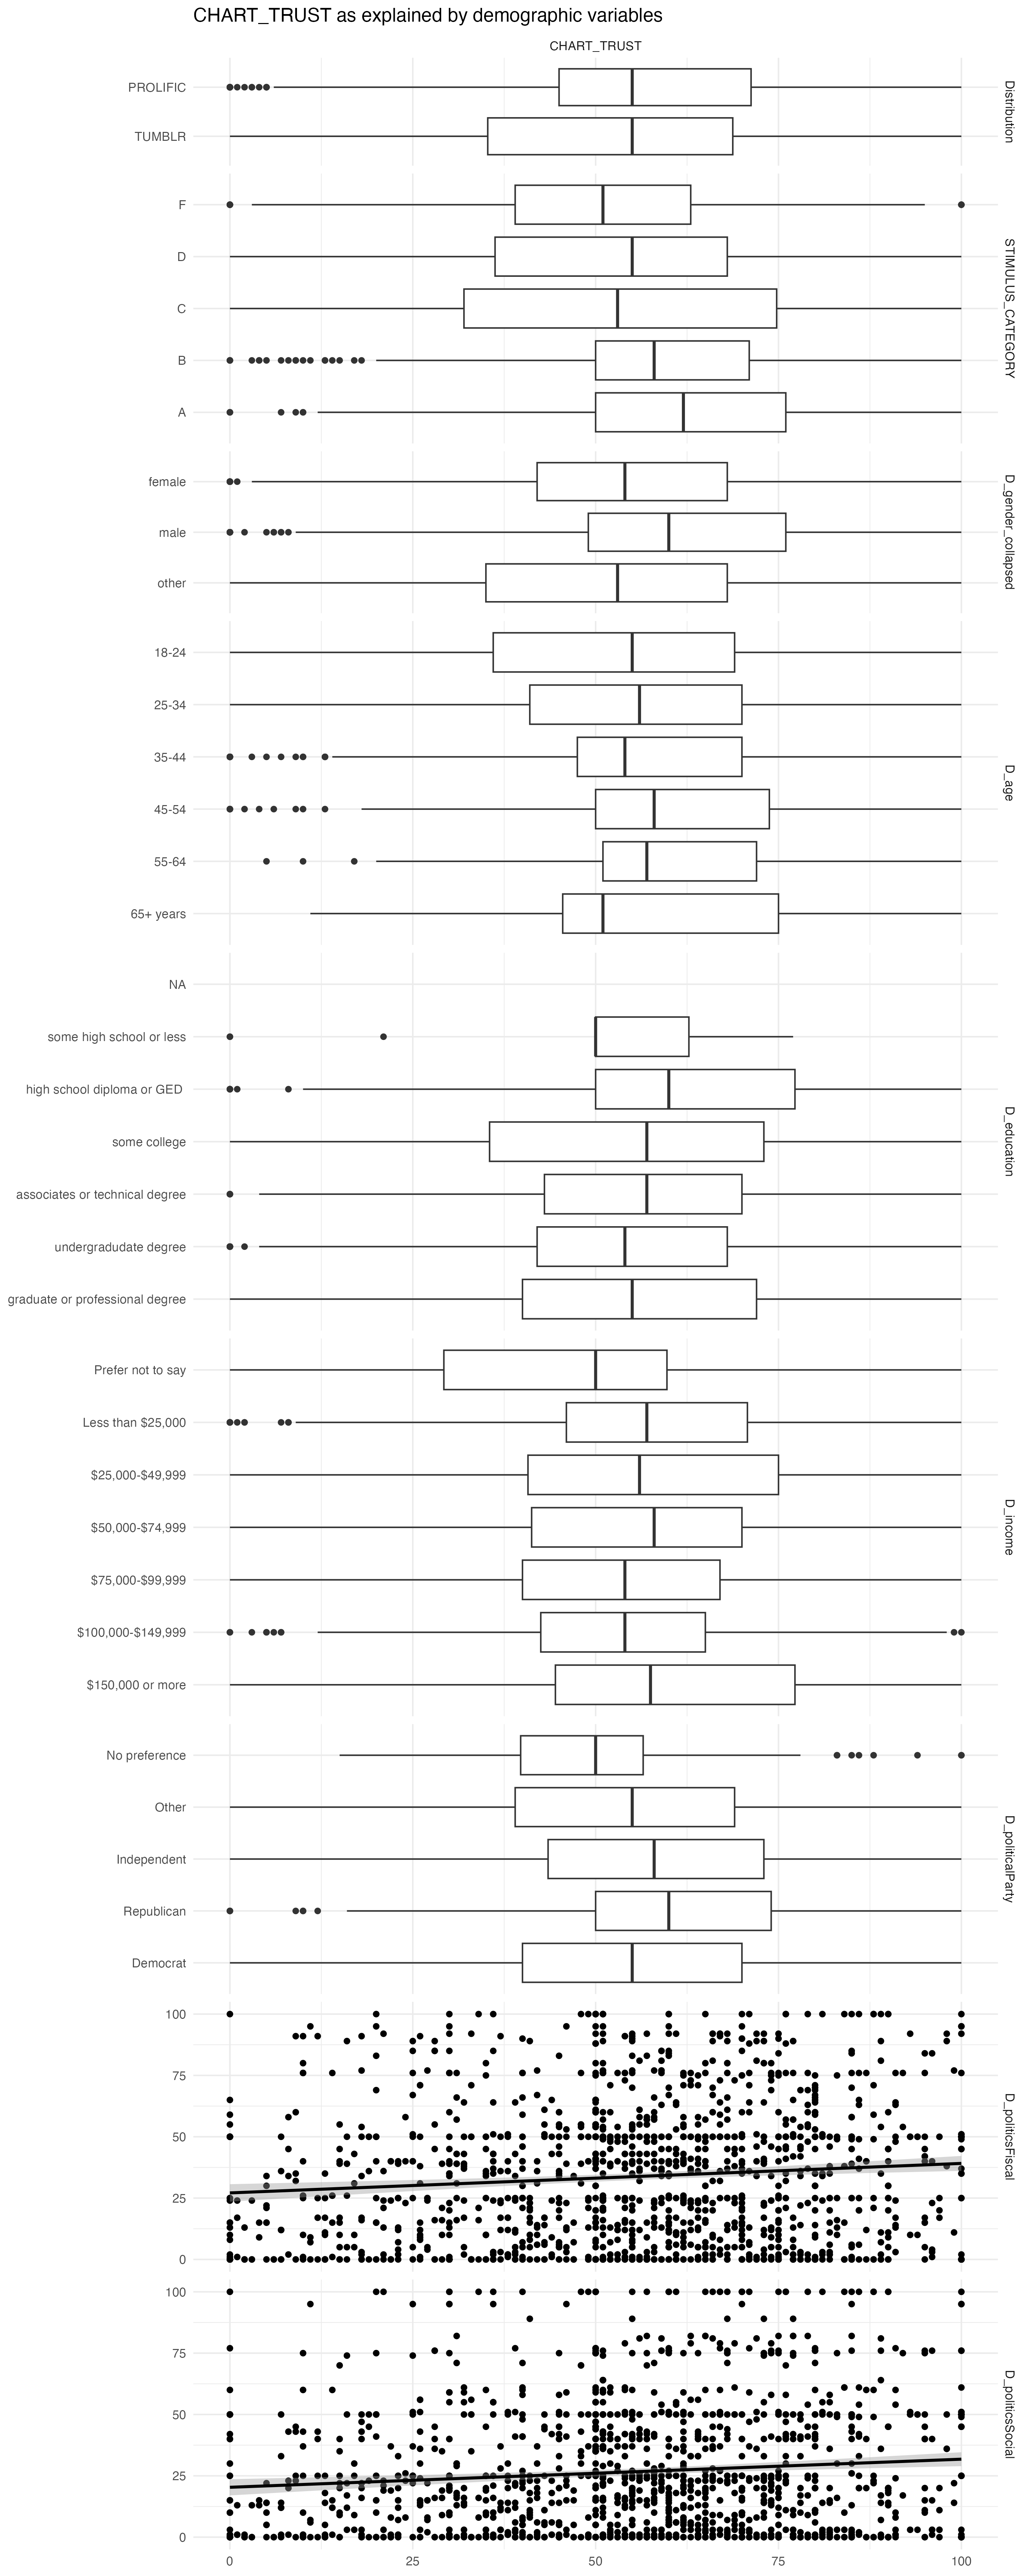 CHART_TRUST as explained by demographic variables
CHART_TRUST
PROLIFIC
TUMBLR
Distribution
F
D
C
B
A
STIMULUS_CATEGORY
female
male
other
D_gender_collapsed
18-24
25-34
35-44
45-54
55-64
65+ years
D_age
NA
some high school or less
high school diploma or GED
some college
associates or technical degree
undergradudate degree
graduate or professional degree
D_education
Prefer not to say
Less than $25,000
$25,000-$49,999
$50,000-$74,999
$75,000-$99,999
$100,000-$149,999
$150,000 or more
D_income
No preference
Other
Independent
Republican
Democrat
D_politicalParty
100
75
50
25
0
D_politicsFiscal
100
75
50
25
0
D_politicsSocial
0 25 50 75 100